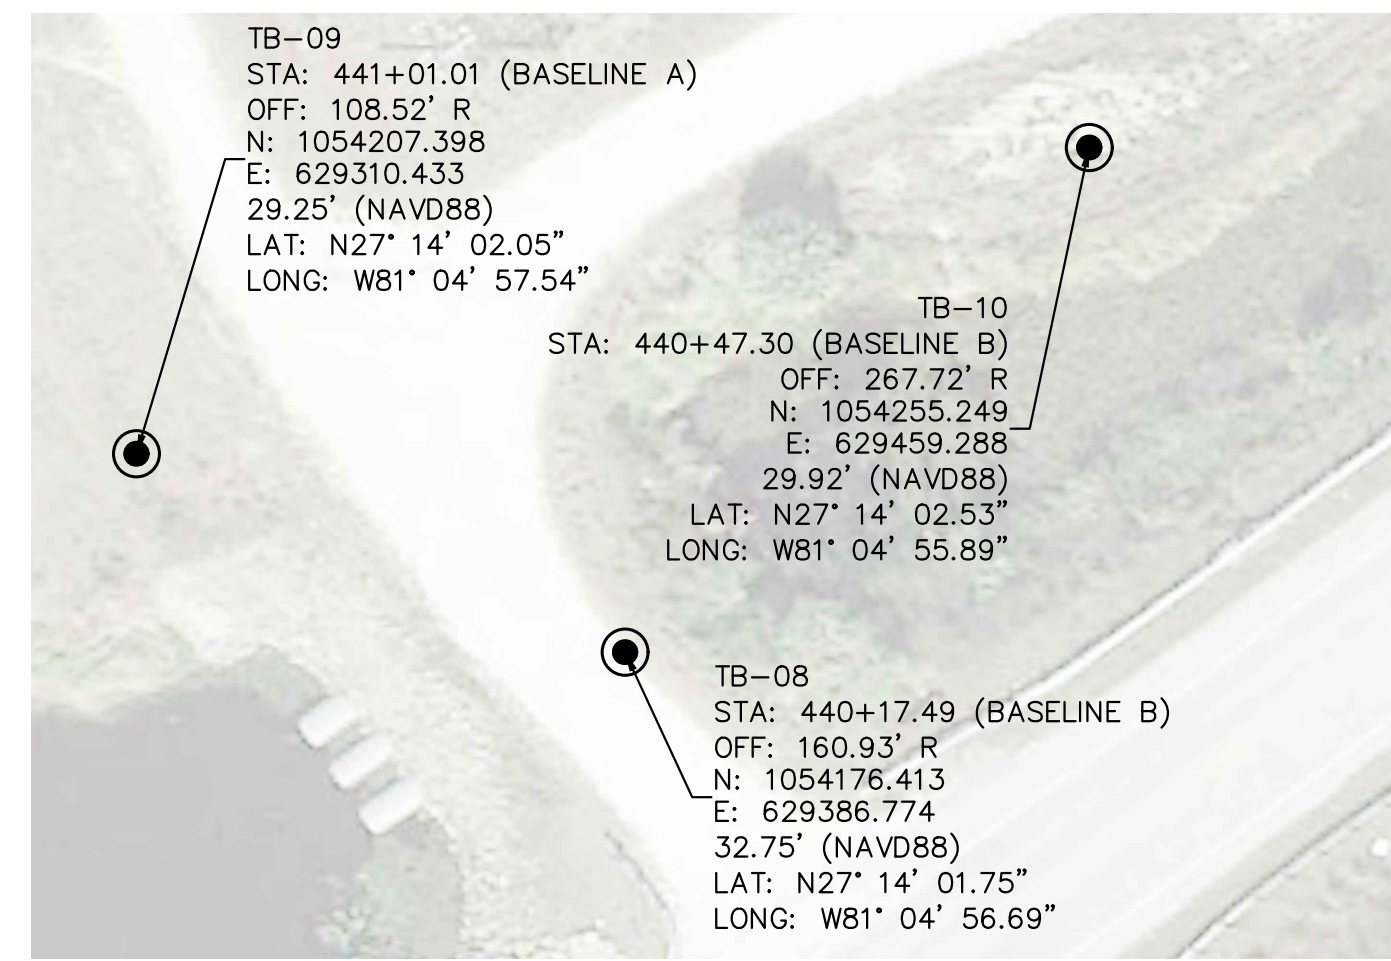 TB-09
STA: 441+01.01 (BASELINE A)
OFF: 108.52' R
N: 1054207.398
E: 629310.433
29.25' (NAVD88)
LAT: N27° 14' 02.05”
LONG: W81° 04' 57.54”
TB-10
STA: 440+47.30 (BASELINE B)
OFF: 267.72' R
N: 1054255.249
E: 629459.288
29.92' (NAVD88)
LAT: N27° 14' 02.53”
LONG: W81° 04' 55.89”
TB-08
STA: 440+17.49 (BASELINE B)
OFF: 160.93' R
N: 1054176.413
E: 629386.774
32.75' (NAVD88)
LAT: N27° 14' 01.75”
LONG: W81° 04' 56.69”